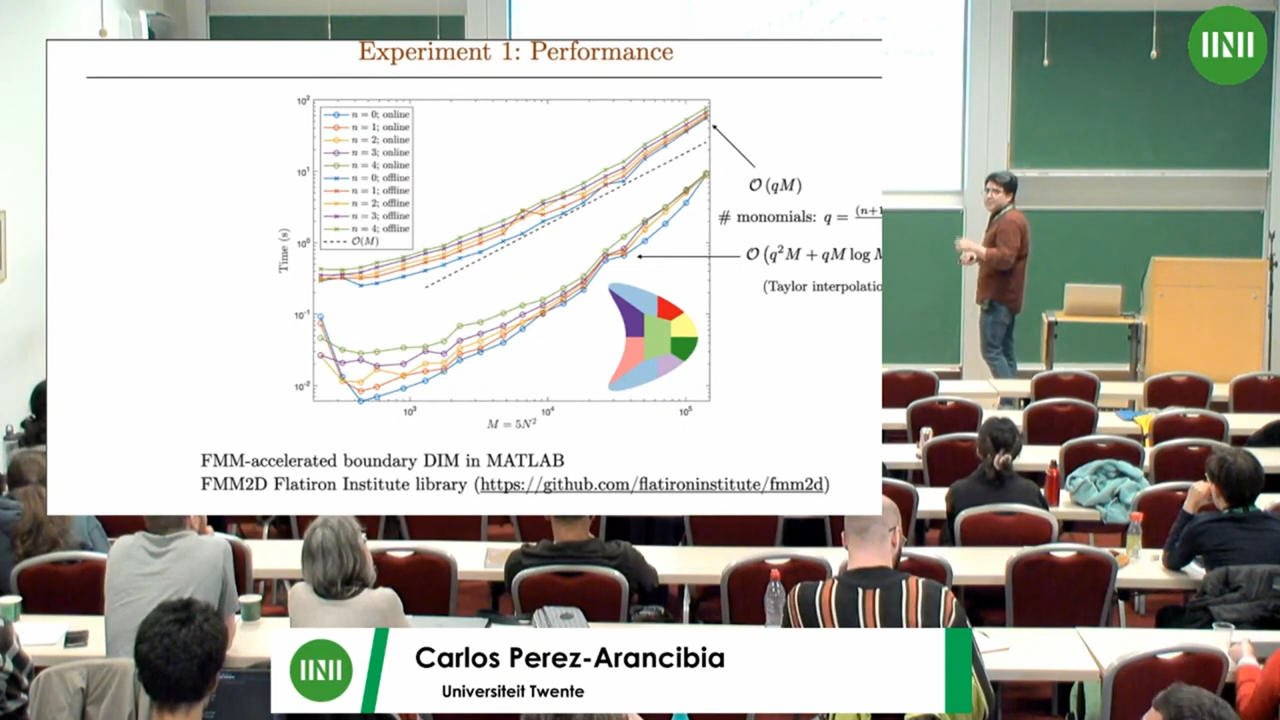 Experiment 1: Performance
10²
10¹
10⁰
10⁻¹
10⁻²
Time (s)
n = 0; online
n = 1; online
n = 2; online
n = 3; online
n = 4; online
n = 0; offline
n = 1; offline
n = 2; offline
n = 3; offline
n = 4; offline
O(M)
10³
10⁴
10⁵
M = 5N²
O(qM)
# monomials: q = (n+1
O(q²M + qM log M
(Taylor interpolatio
FMM-accelerated boundary DIM in MATLAB
FMM2D Flatiron Institute library (https://github.com/flatironinstitute/fmm2d)
Carlos Perez-Arancibia
Universiteit Twente